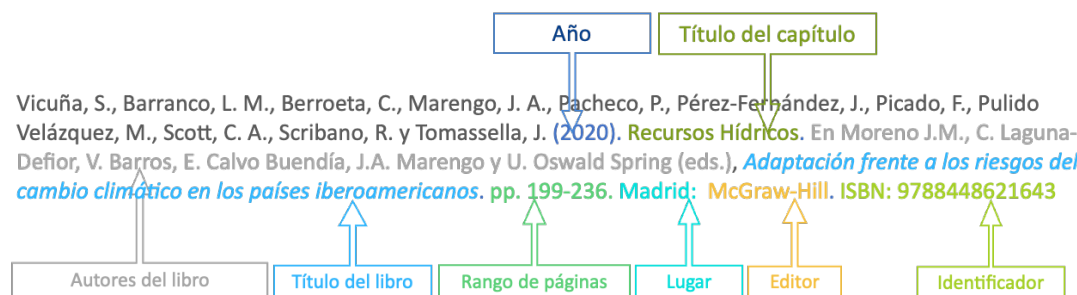 Año Título del capítulo
Vicuña, S., Barranco, L. M., Berroeta, C., Marengo, J. A., Pacheco, P., Pérez-Fernández, J., Picado, F., Pulido
Velázquez, M., Scott, C. A., Scribano, R. y Tomassella, J. (2020). Recursos Hídricos. En Moreno J.M., C. Laguna-
Defior, V. Barros, E. Calvo Buendía, J.A. Marengo y U. Oswald Spring (eds.), Adaptación frente a los riesgos del
cambio climático en los países iberoamericanos. pp. 199-236. Madrid: McGraw-Hill. ISBN: 9788448621643
Autores del libro Título del libro Rango de páginas Lugar Editor Identificador